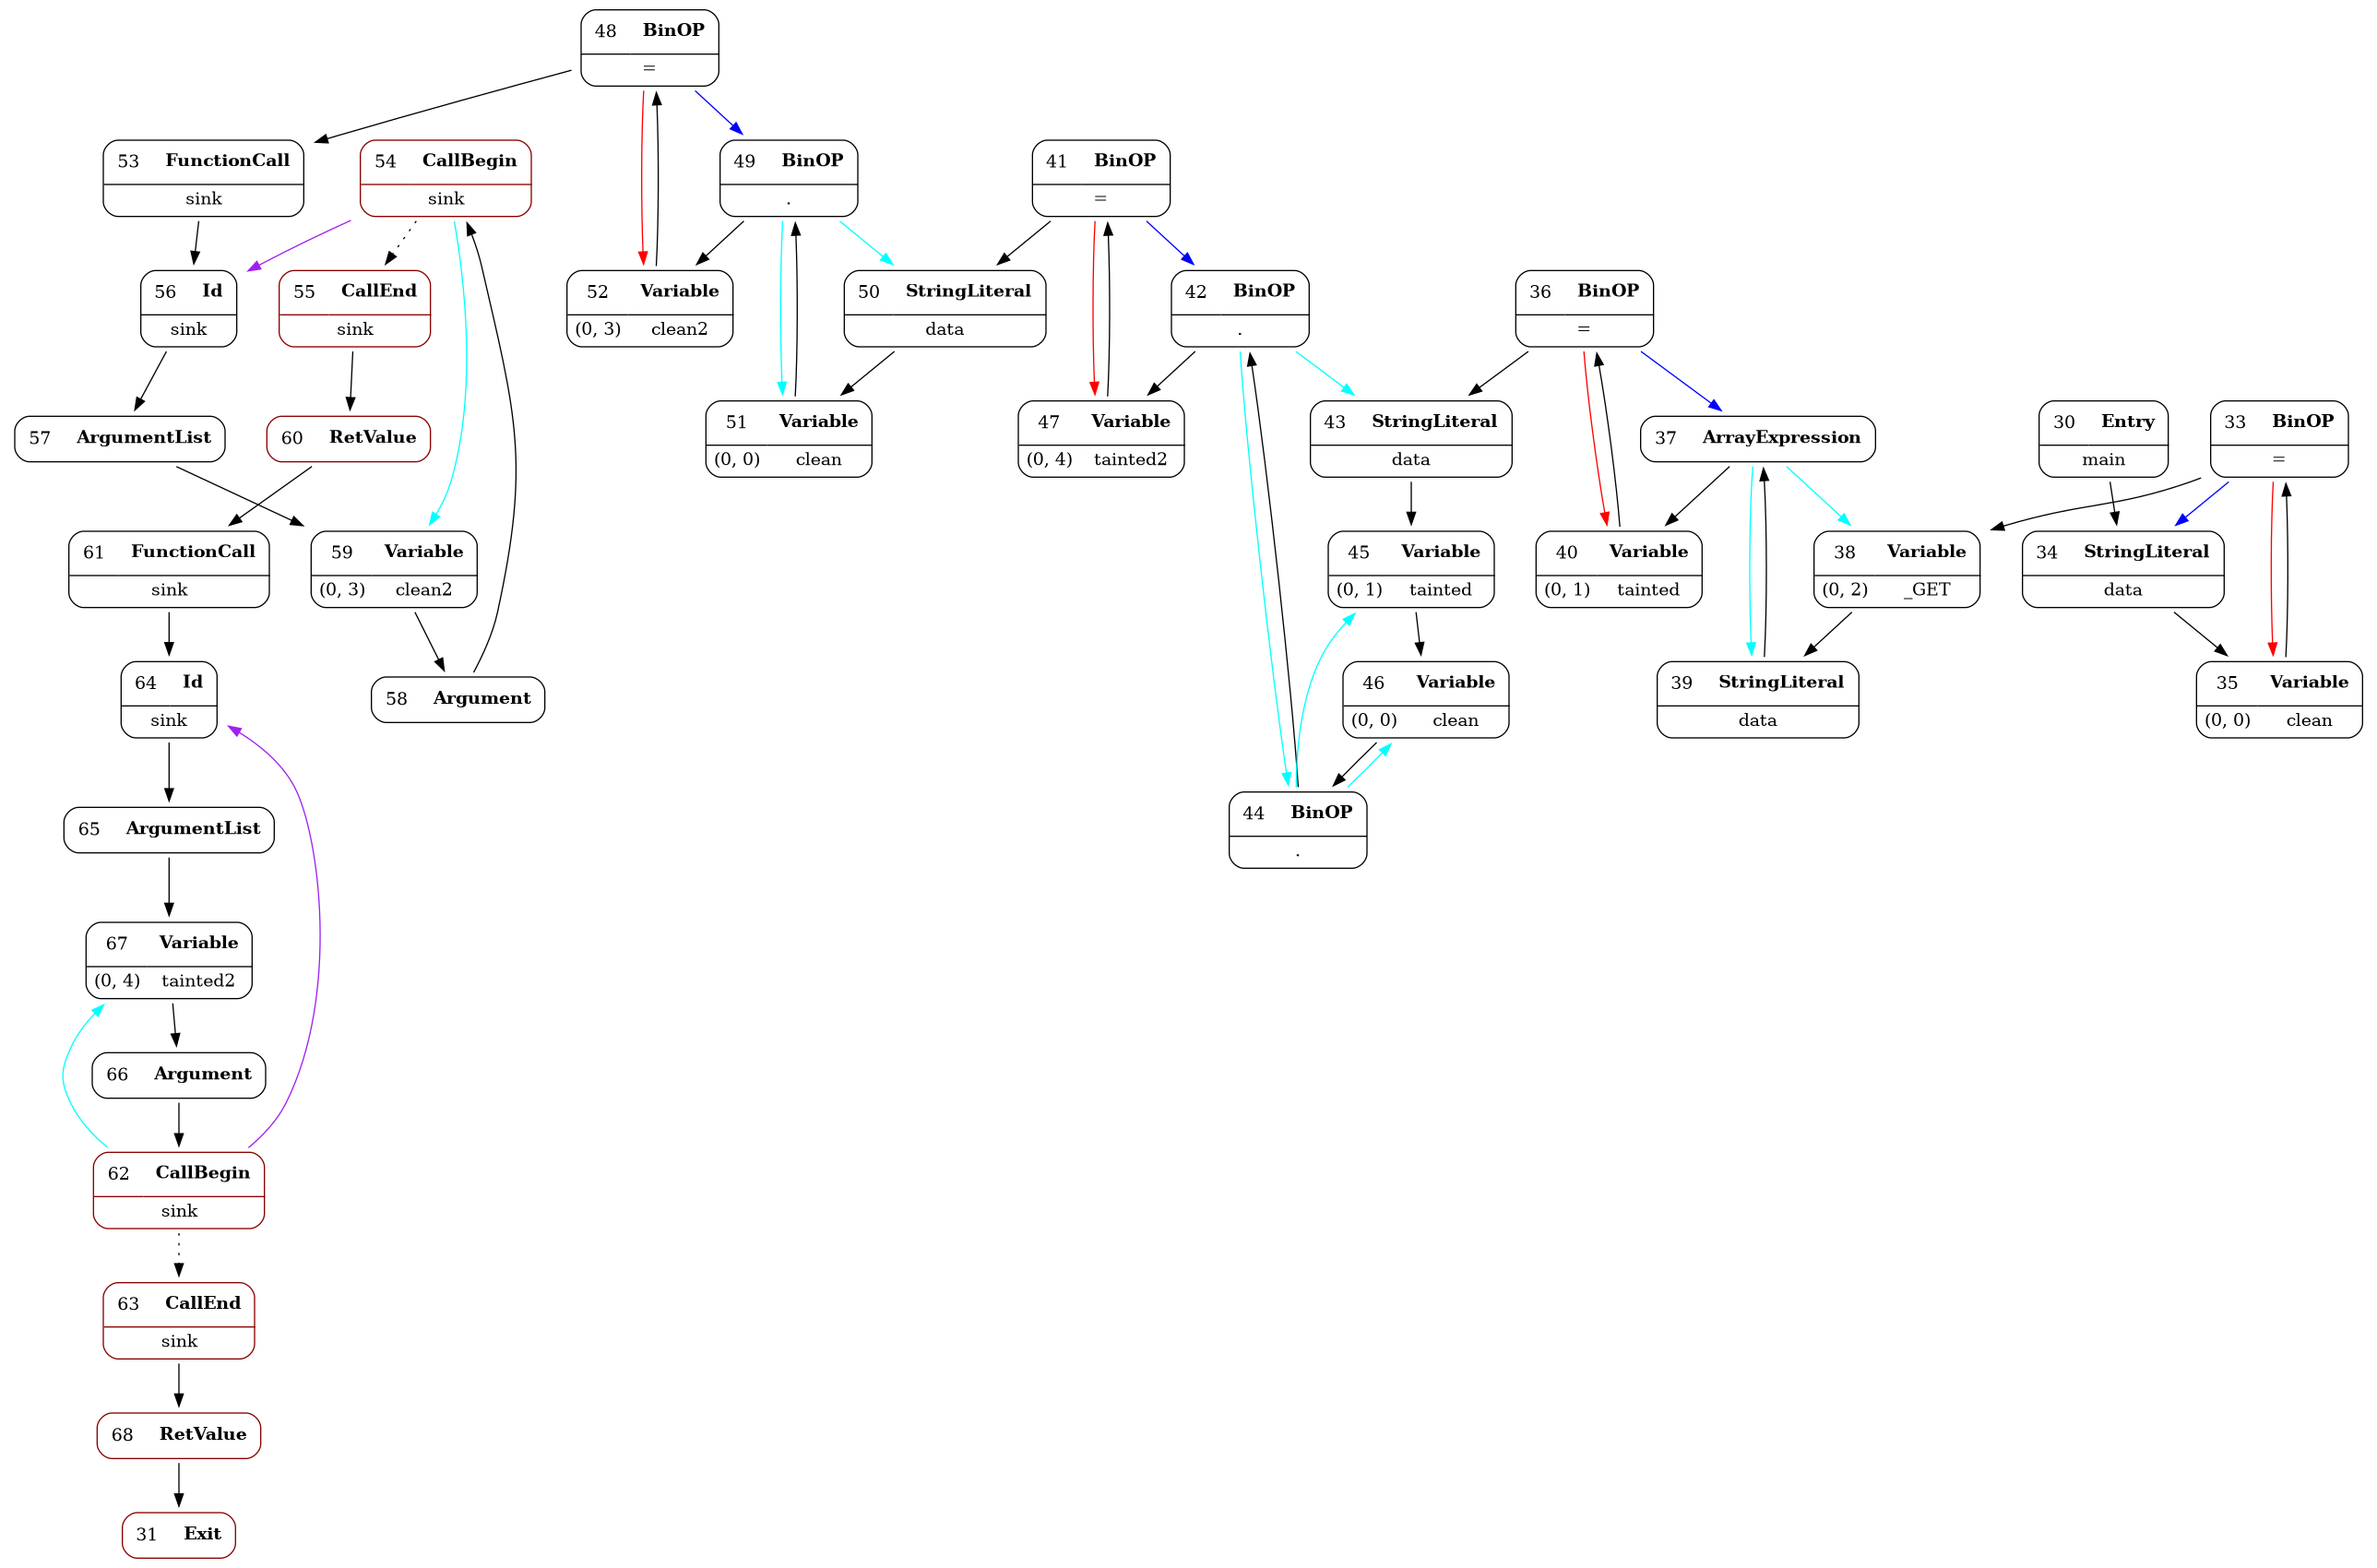 48 BinOP
=
53 FunctionCall
sink
54 CallBegin
sink
49 BinOP
.
41 BinOP
=
56 Id
sink
55 CallEnd
sink
52 Variable
(0, 3) clean2
50 StringLiteral
data
42 BinOP
.
36 BinOP
=
57 ArgumentList
60 RetValue
51 Variable
(0, 0) clean
47 Variable
(0, 4) tainted2
43 StringLiteral
data
37 ArrayExpression
30 Entry
main
33 BinOP
=
61 FunctionCall
sink
59 Variable
(0, 3) clean2
45 Variable
(0, 1) tainted
40 Variable
(0, 1) tainted
38 Variable
(0, 2) _GET
34 StringLiteral
data
64 Id
sink
58 Argument
46 Variable
(0, 0) clean
39 StringLiteral
data
35 Variable
(0, 0) clean
65 ArgumentList
44 BinOP
.
67 Variable
(0, 4) tainted2
66 Argument
62 CallBegin
sink
63 CallEnd
sink
68 RetValue
31 Exit